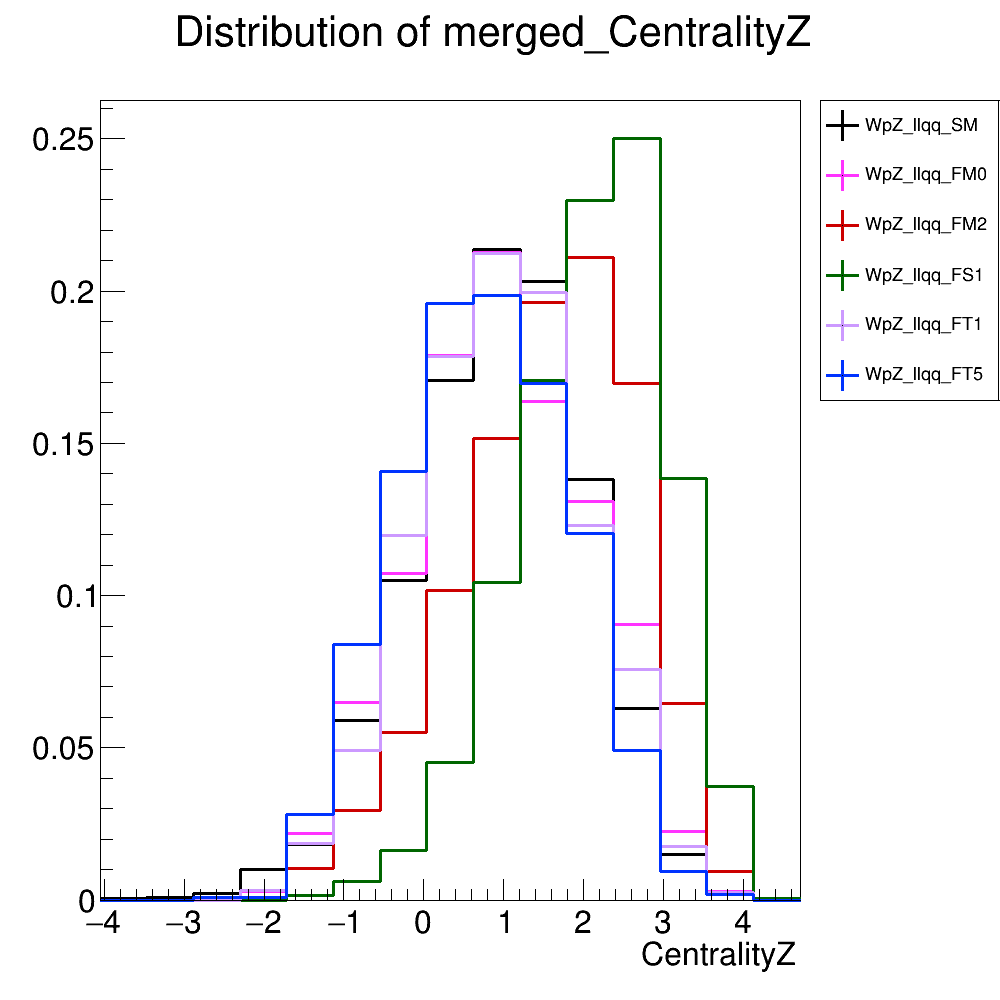 Distribution of merged_CentralityZ
0.25
0.2
0.15
0.1
0.05
0
−4 −3 −2 −1 0 1 2 3 4
CentralityZ
WpZ_llqq_SM
WpZ_llqq_FM0
WpZ_llqq_FM2
WpZ_llqq_FS1
WpZ_llqq_FT1
WpZ_llqq_FT5